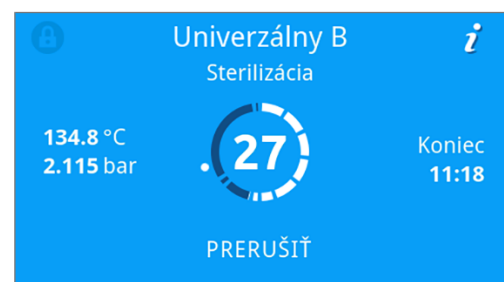 Univerzálny B
i
Sterilizácia
134.8 °C
2.115 bar
27
Koniec
11:18
PRERUŠIŤ